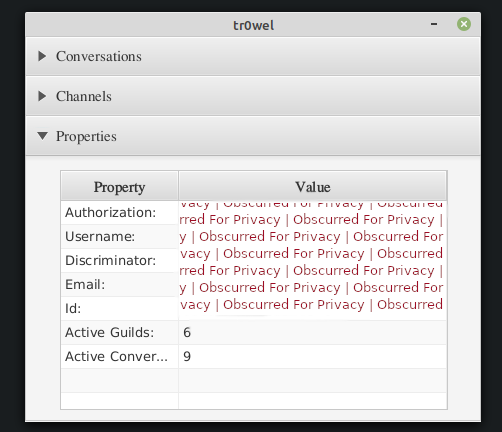 tr0wel
Conversations
Channels
Properties
Property Value
Authorization: vacy | Obscurred For Privacy | Obscurred
rred For Privacy | Obscurred For Privacy |
Username: y | Obscurred For Privacy | Obscurred For
Discriminator: vacy | Obscurred For Privacy | Obscurred
rred For Privacy | Obscurred For Privacy |
Email: y | Obscurred For Privacy | Obscurred For
Id: vacy | Obscurred For Privacy | Obscurred
Active Guilds: 6
Active Conver... 9